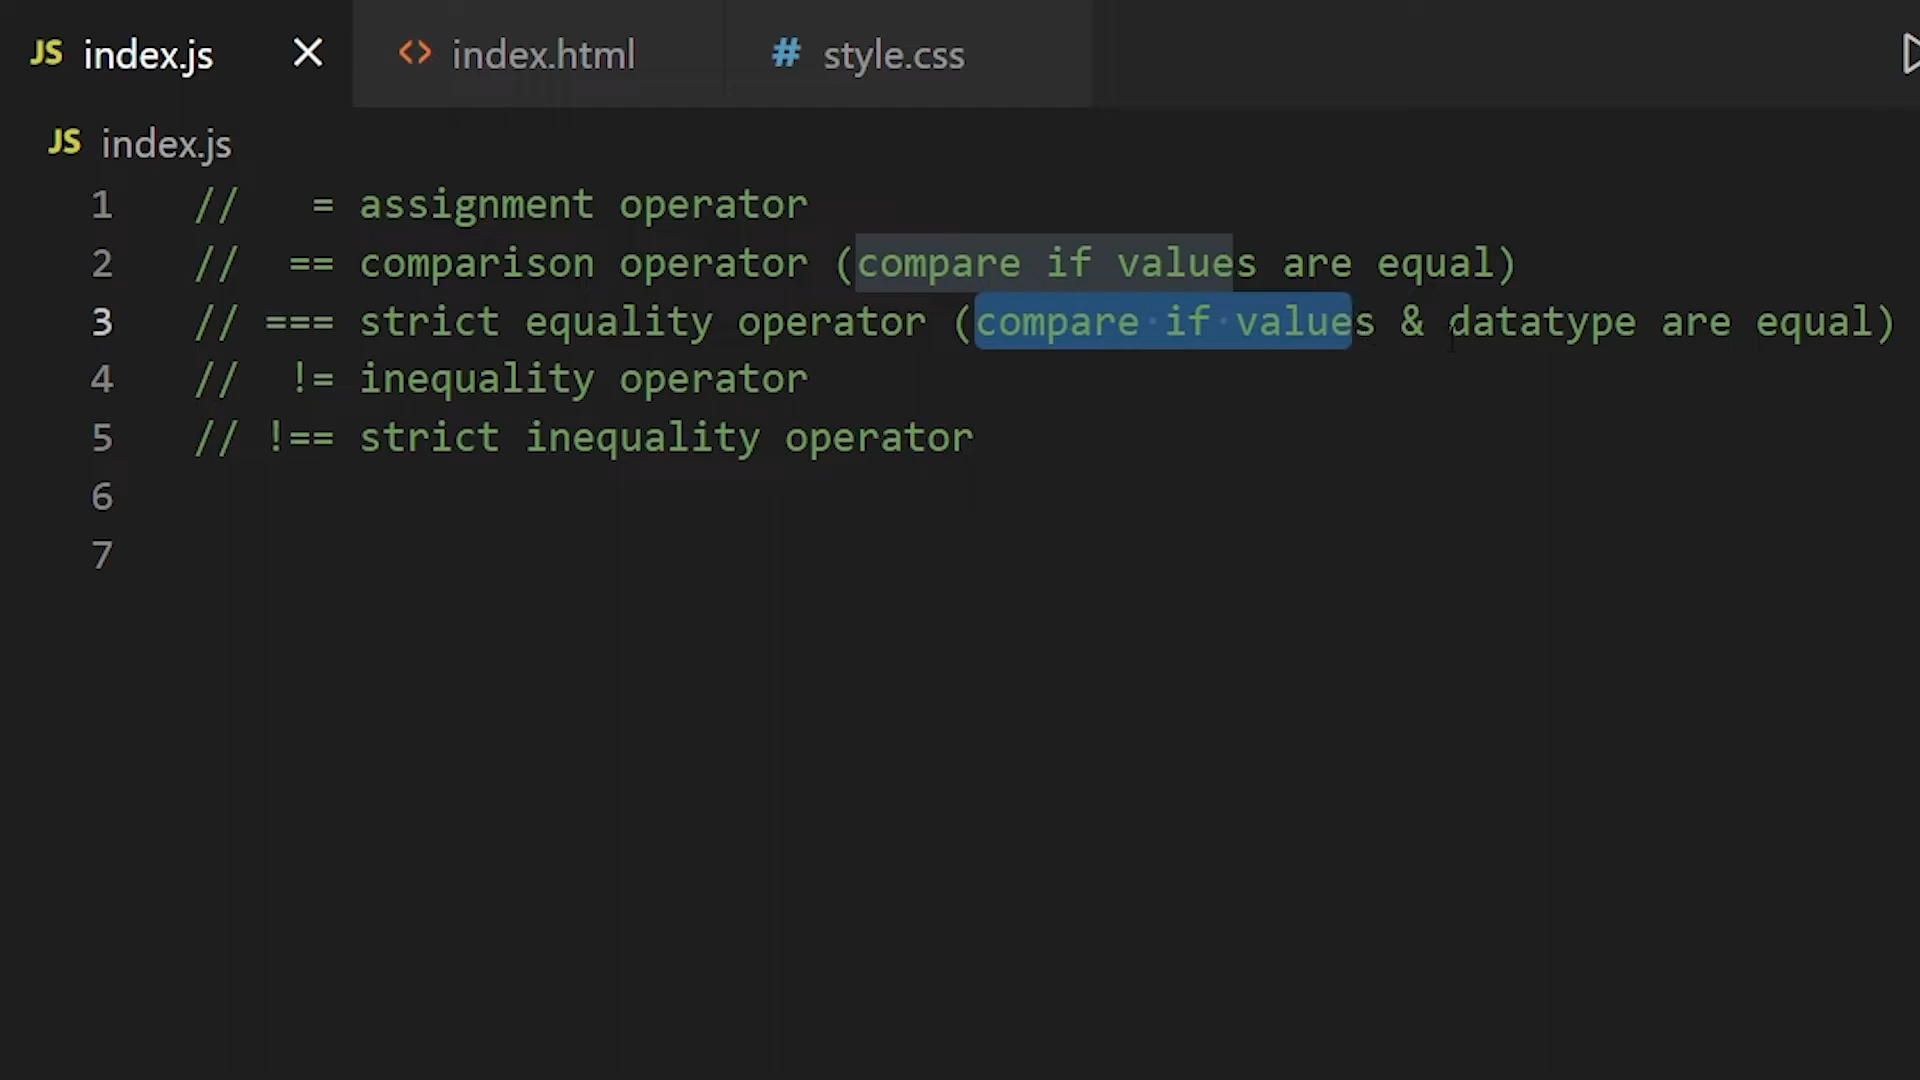 JS index.js × <> index.html # style.css
JS index.js
1 //   = assignment operator
2 //  == comparison operator (compare if values are equal)
3 // === strict equality operator (compare if values & datatype are equal)
4 //  != inequality operator
5 // !== strict inequality operator
6
7